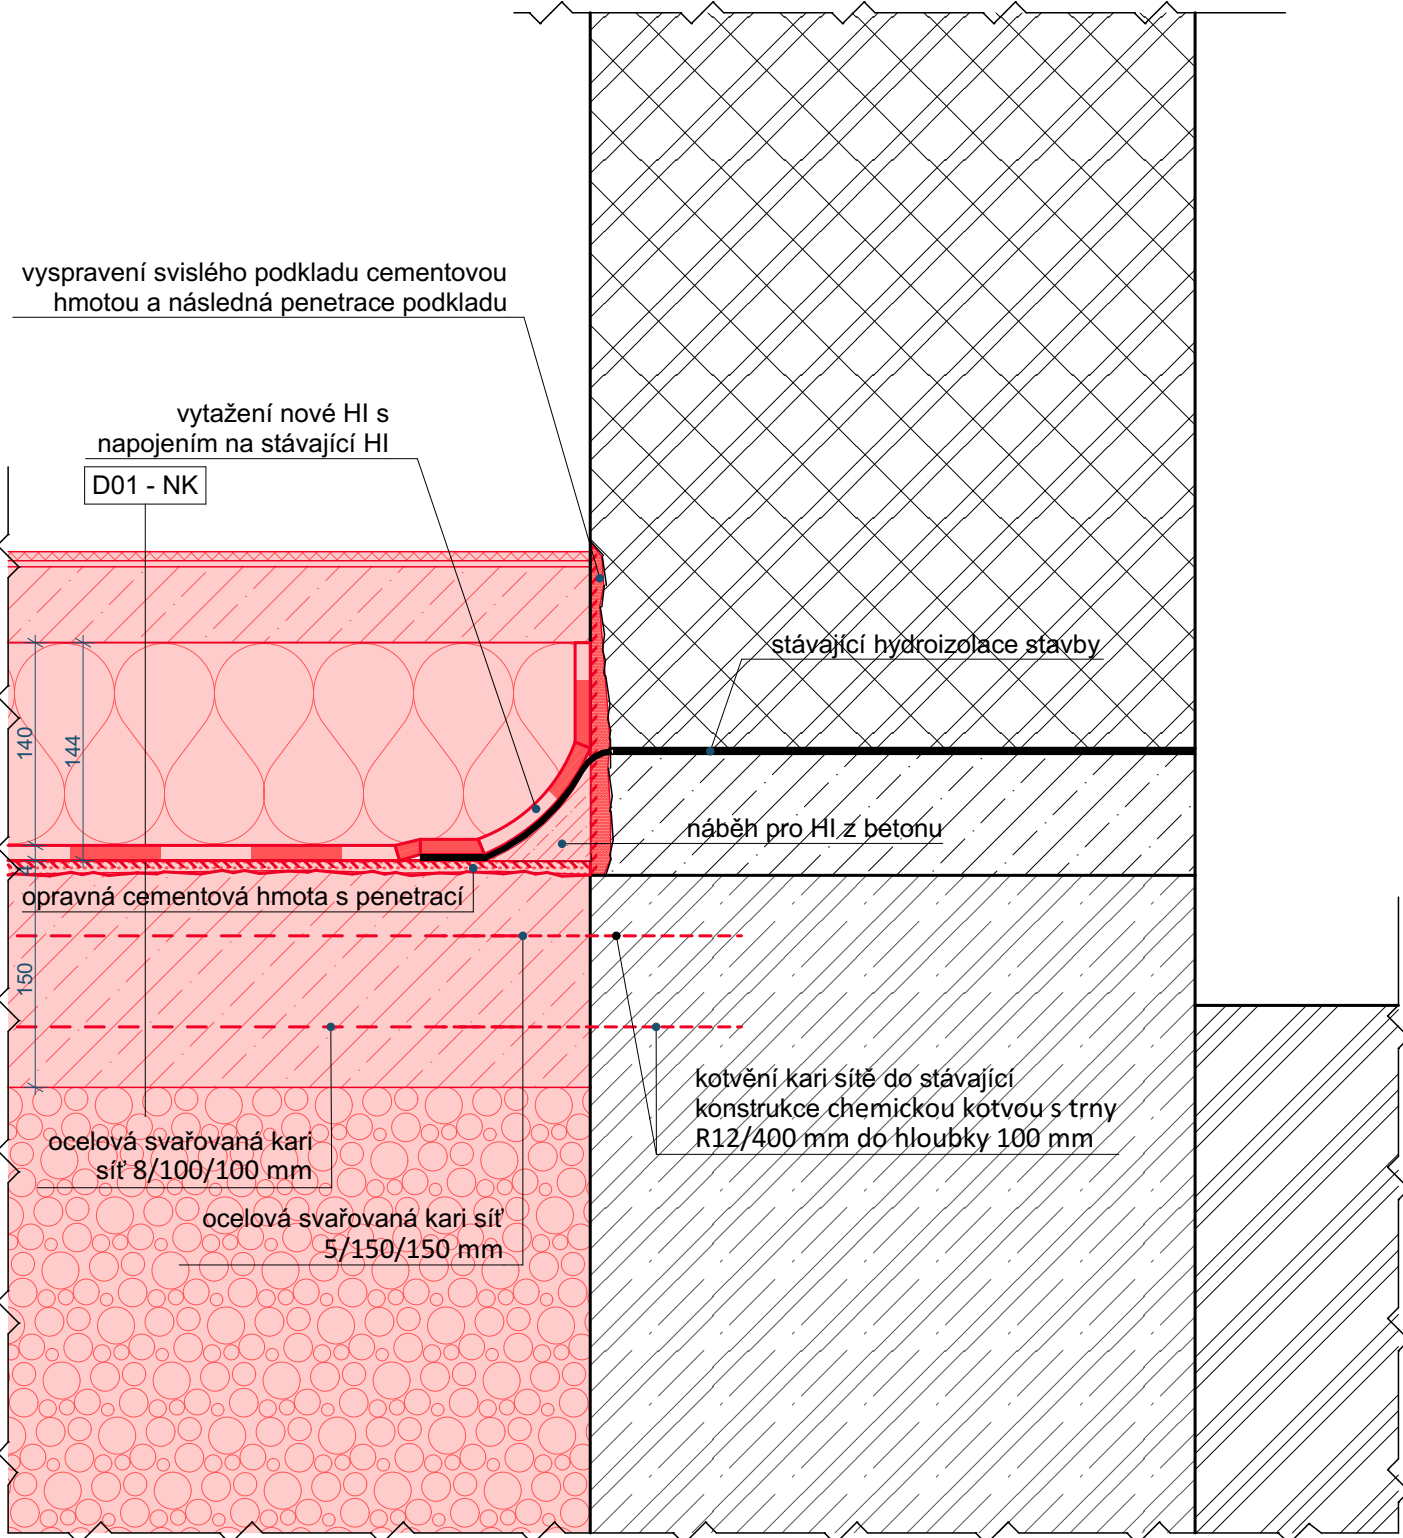 vyspravení svislého podkladu cementovou
hmotou a následná penetrace podkladu
vytažení nové HI s
napojením na stávající HI
D01 - NK
stávající hydroizolace stavby
140
144
náběh pro HI z betonu
4
opravná cementová hmota s penetrací
150
kotvění kari sítě do stávající
konstrukce chemickou kotvou s trny
R12/400 mm do hloubky 100 mm
ocelová svařovaná kari
síť 8/100/100 mm
ocelová svařovaná kari síť
5/150/150 mm